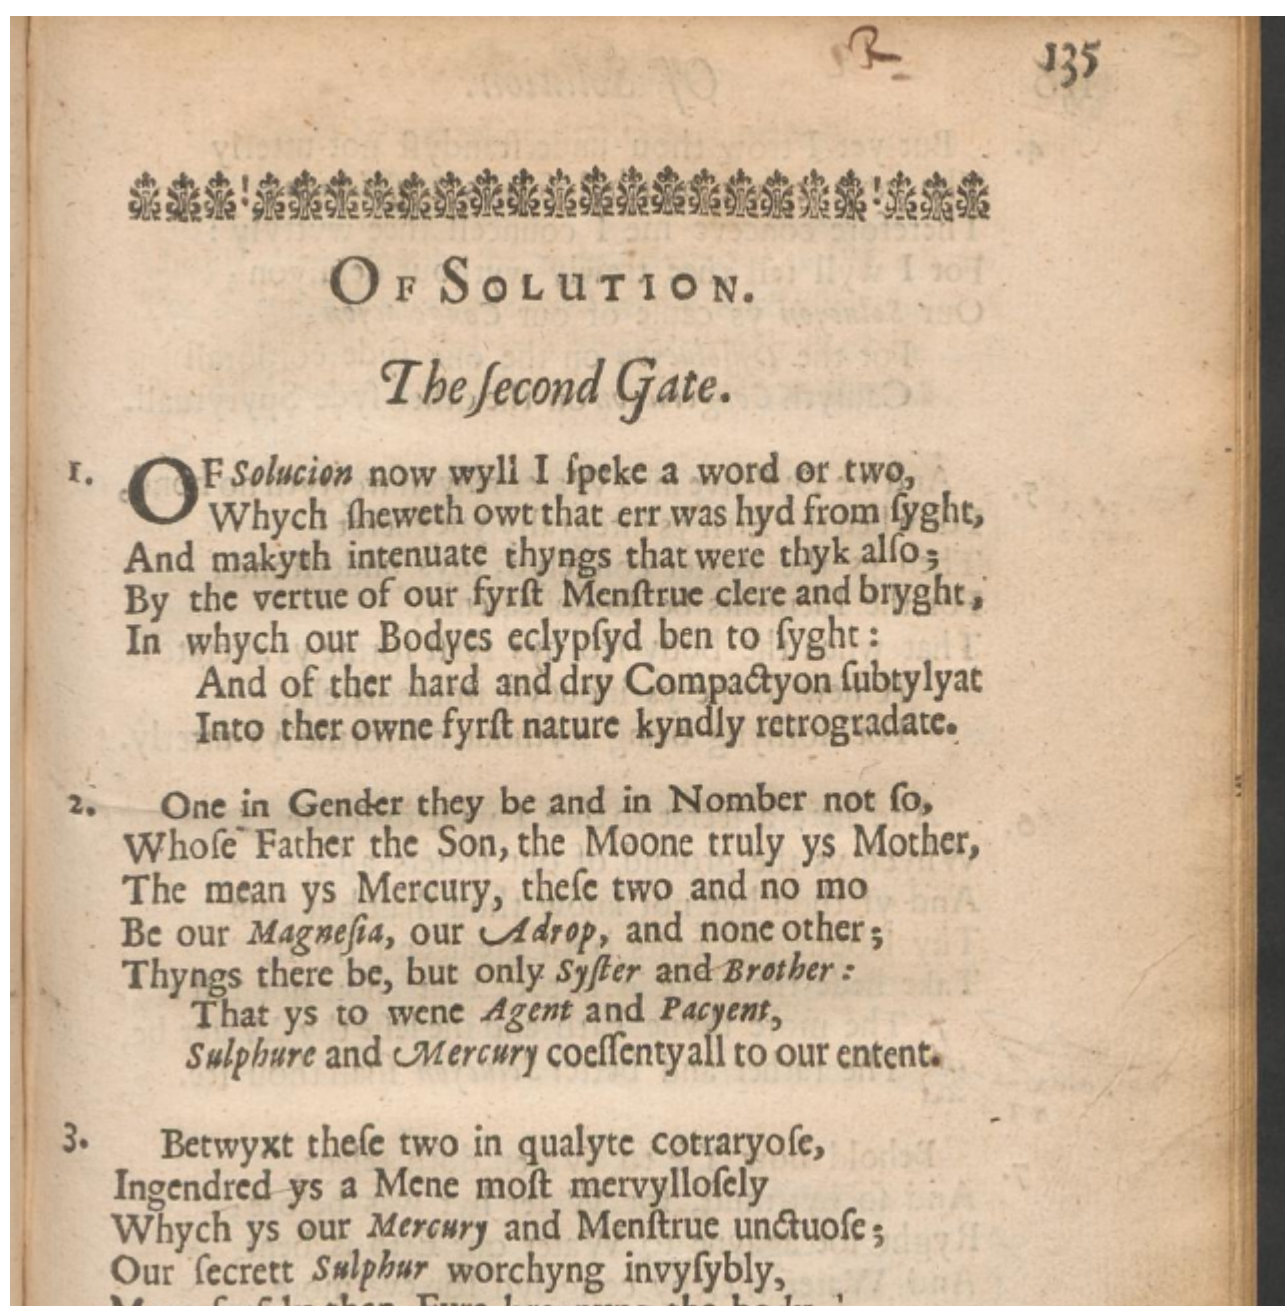 R
135
OF SOLUTION.
The ſecond Gate.
1. OF Solucion now wyll I ſpeke a word or two,
Whych ſheweth owt that err was hyd from ſyght,
And makyth intenuate thyngs that were thyk alſo;
By the vertue of our fyrſt Menſtrue clere and bryght,
In whych our Bodyes eclypſyd ben to ſyght:
And of ther hard and dry Compactyon ſubtylyat
Into ther owne fyrſt nature kyndly retrogradate.
2. One in Gender they be and in Nomber not ſo,
Whoſe Father the Son, the Moone truly ys Mother,
The mean ys Mercury, theſe two and no mo
Be our Magneſia, our Adrop, and none other;
Thyngs there be, but only Syſter and Brother:
That ys to wene Agent and Pacyent,
Sulphure and Mercury coeſſentyall to our entent.
3. Betwyxt theſe two in qualyte cotraryoſe,
Ingendred ys a Mene moſt mervylloſely
Whych ys our Mercury and Menſtrue unctuoſe;
Our ſecrett Sulphur worchyng invyſybly,